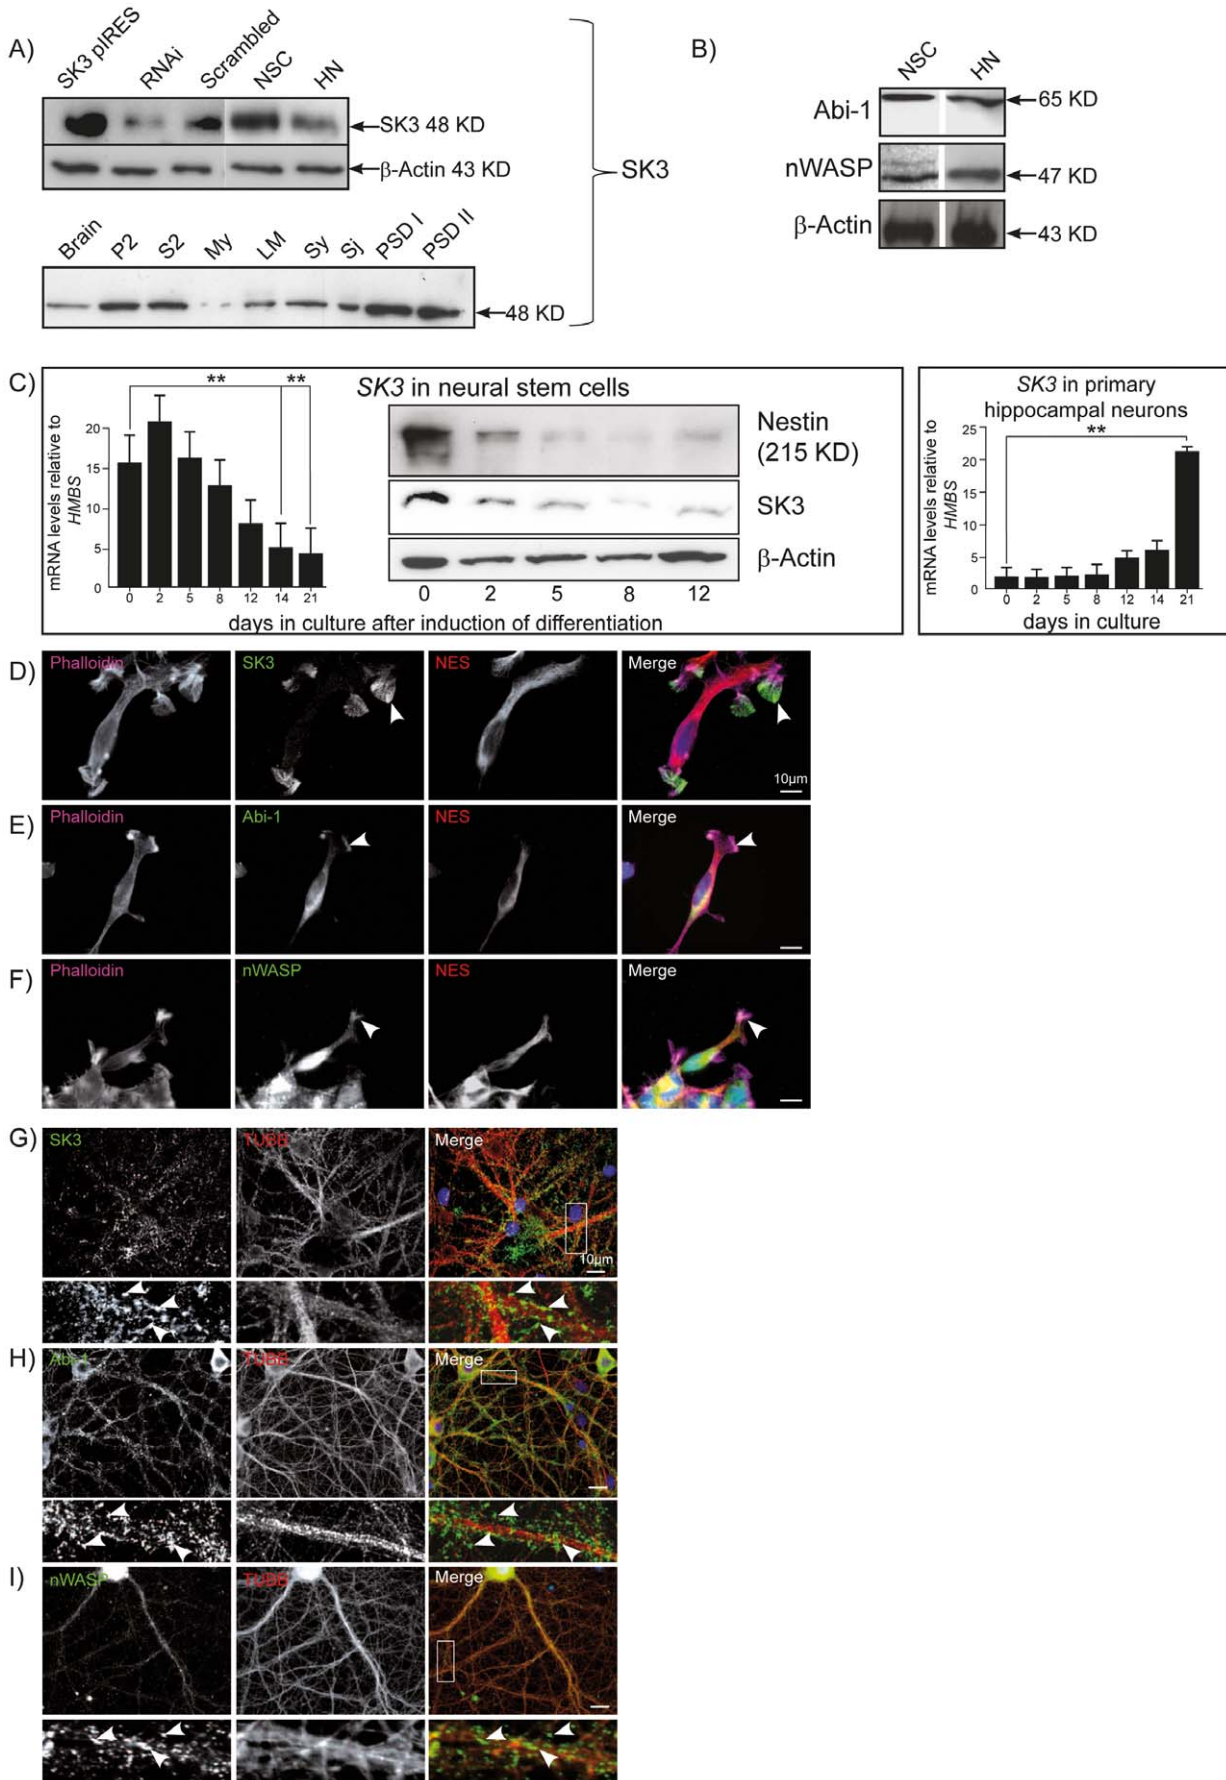 A)
SK3 pIRES
RNAi
Scrambled
NSC
HN
SK3 48 KD
β-Actin 43 KD
Brain
P2
S2
My
LM
Sy
Sj
PSD I
PSD II
48 KD
SK3
B)
NSC
HN
Abi-1
65 KD
nWASP
47 KD
β-Actin
43 KD
C)
mRNA levels relative to
HMBS
20
15
10
5
0
** **
0 2 5 8 12 14 21
SK3 in neural stem cells
Nestin
(215 KD)
SK3
β-Actin
0 2 5 8 12
days in culture after induction of differentiation
SK3 in primary
hippocampal neurons
**
mRNA levels relative to
HMBS
25
20
15
10
5
0
0 2 5 8 12 14 21
days in culture
D)
Phalloidin
SK3
NES
Merge
10µm
E)
Phalloidin
Abi-1
NES
Merge
F)
Phalloidin
nWASP
NES
Merge
G)
SK3
TUBB
Merge
10µm
H)
Abi-1
TUBB
Merge
I)
nWASP
TUBB
Merge